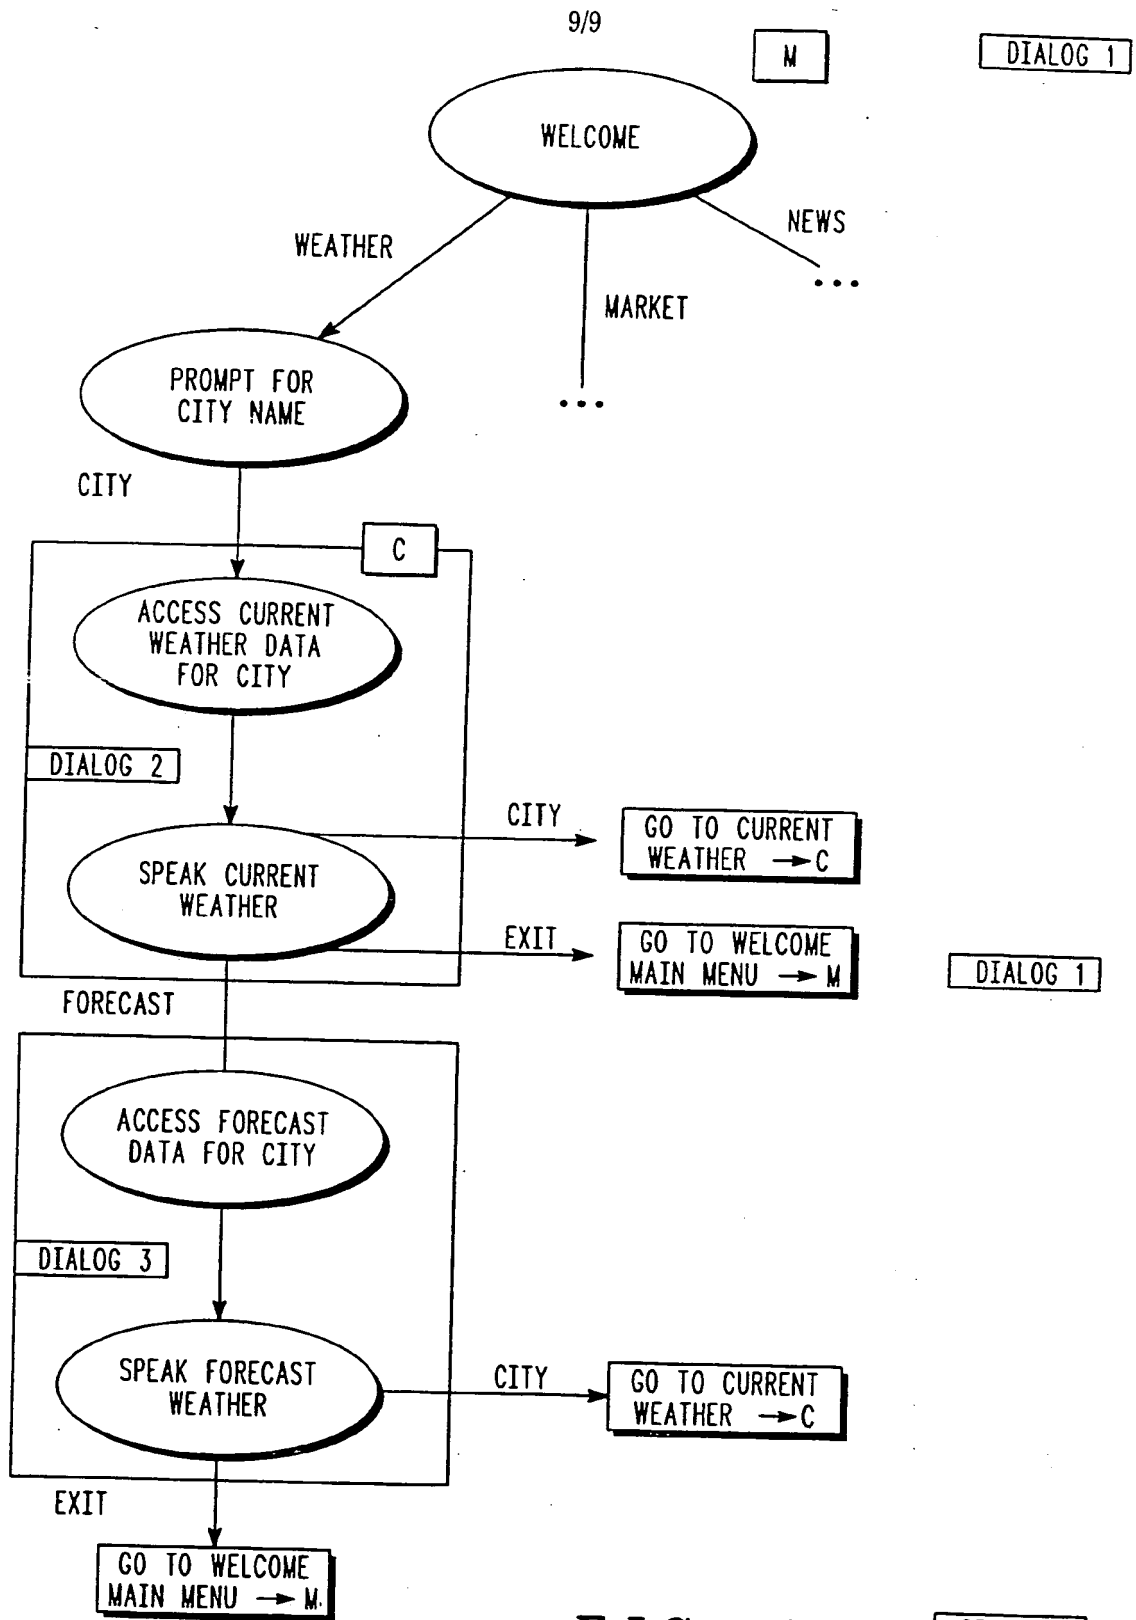 9/9
M
DIALOG 1
WELCOME
NEWS
WEATHER
...
MARKET
PROMPT FOR
CITY NAME
...
CITY
C
ACCESS CURRENT
WEATHER DATA
FOR CITY
DIALOG 2
CITY
GO TO CURRENT
WEATHER → C
SPEAK CURRENT
WEATHER
EXIT
GO TO WELCOME
MAIN MENU → M
DIALOG 1
FORECAST
ACCESS FORECAST
DATA FOR CITY
DIALOG 3
SPEAK FORECAST
WEATHER
CITY
GO TO CURRENT
WEATHER → C
EXIT
GO TO WELCOME
MAIN MENU → M